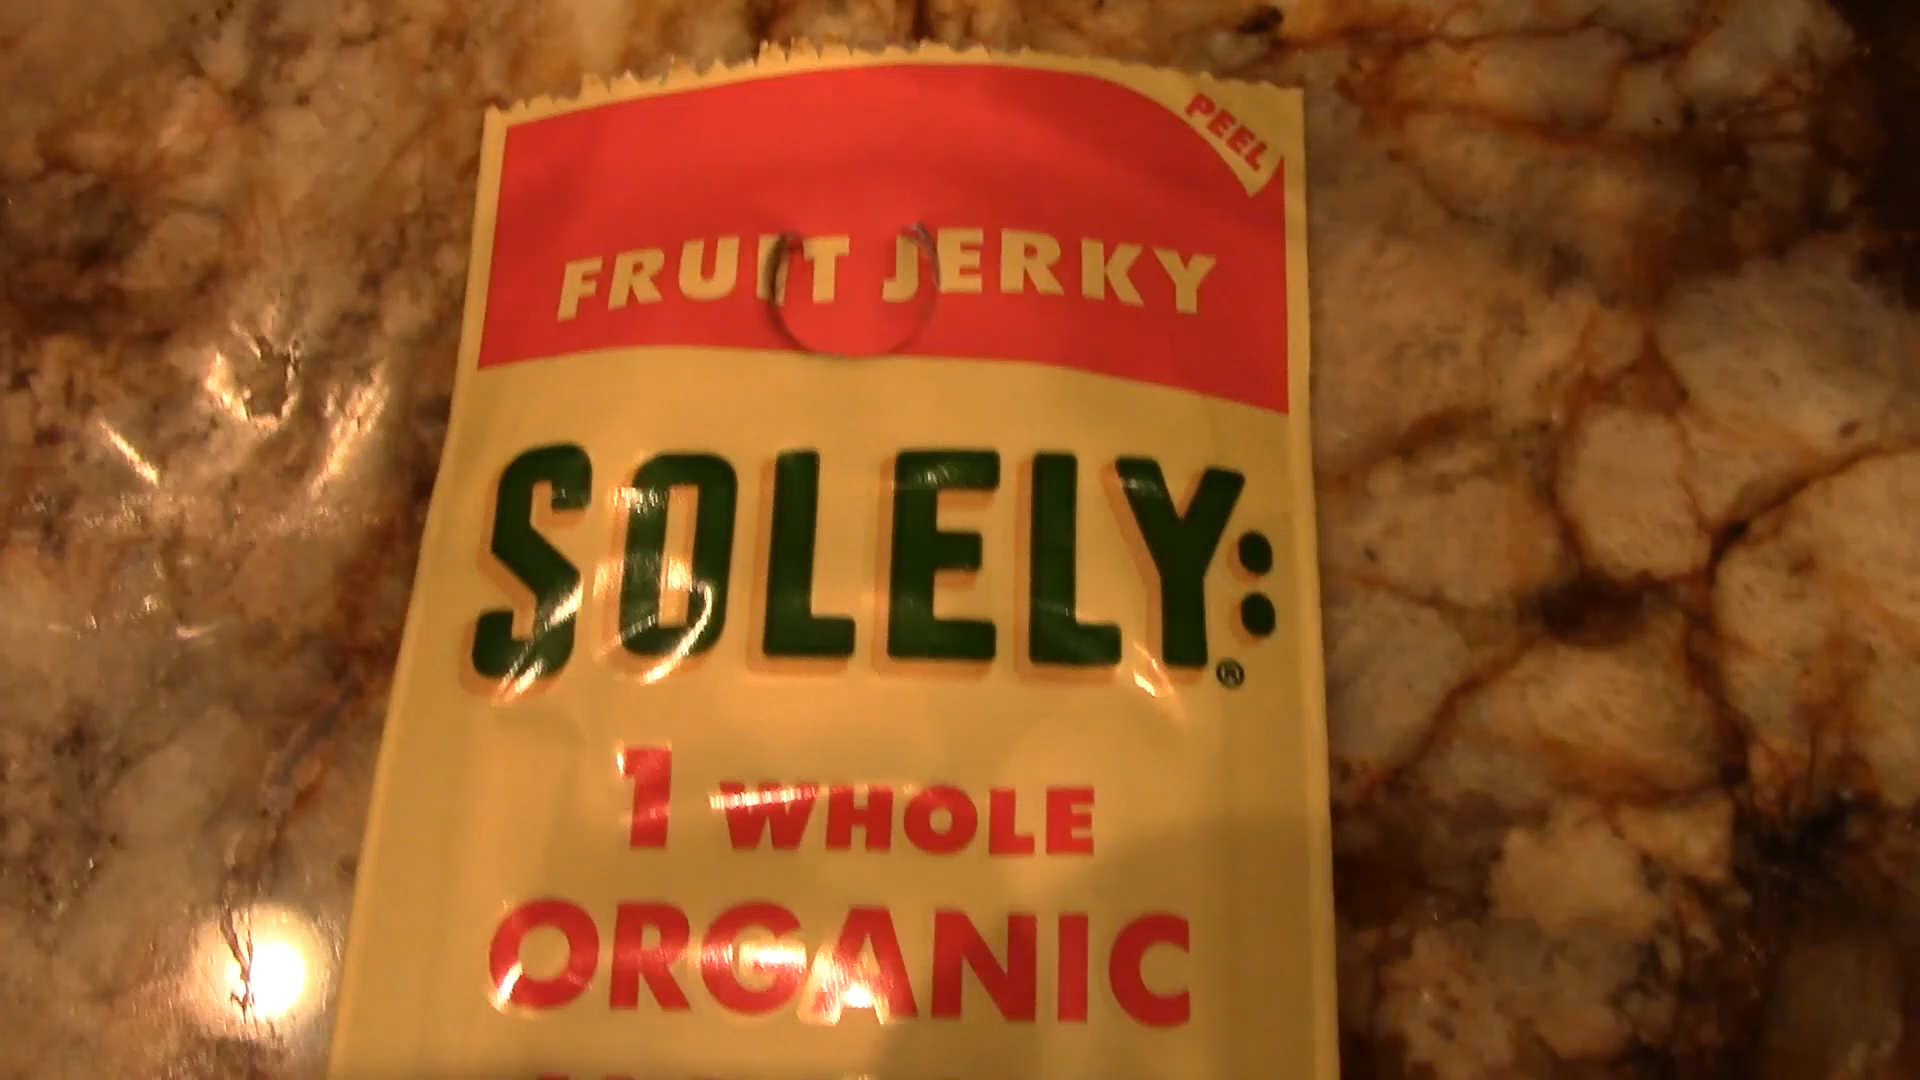 PEEL
FRUIT JERKY
SOLELY:®
1 WHOLE
ORGANIC